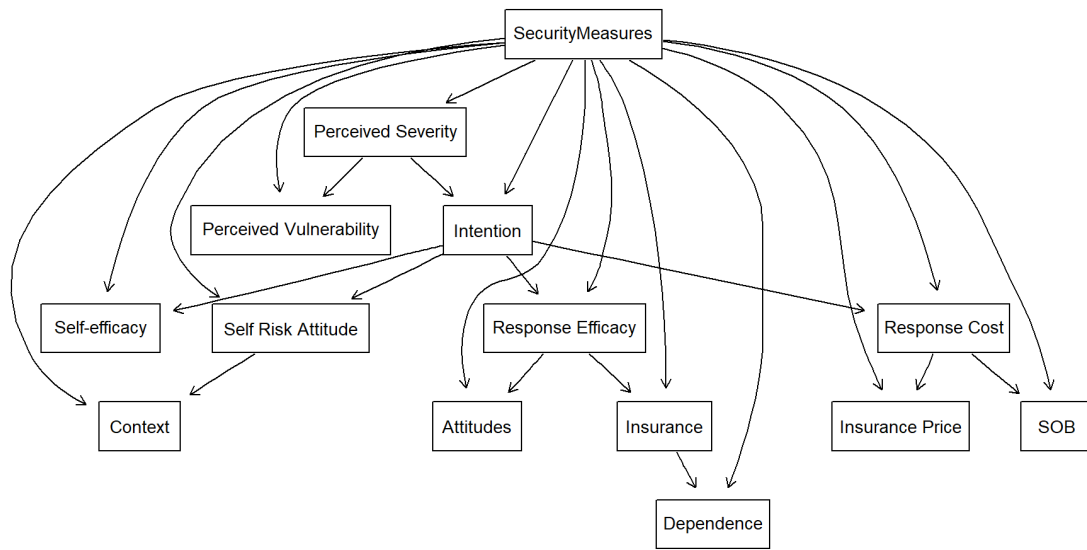 SecurityMeasures
Perceived Severity
Perceived Vulnerability
Intention
Self-efficacy
Self Risk Attitude
Response Efficacy
Response Cost
Context
Attitudes
Insurance
Insurance Price
SOB
Dependence